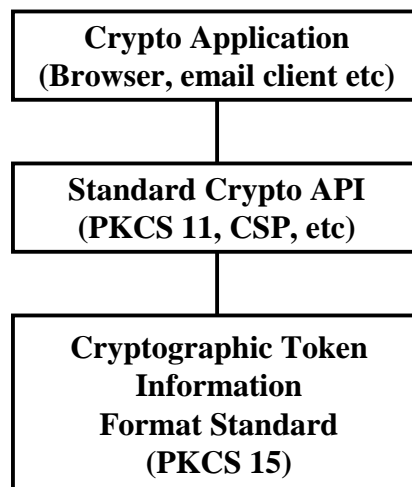 Crypto Application
(Browser, email client etc)
Standard Crypto API
(PKCS 11, CSP, etc)
Cryptographic Token
Information
Format Standard
(PKCS 15)